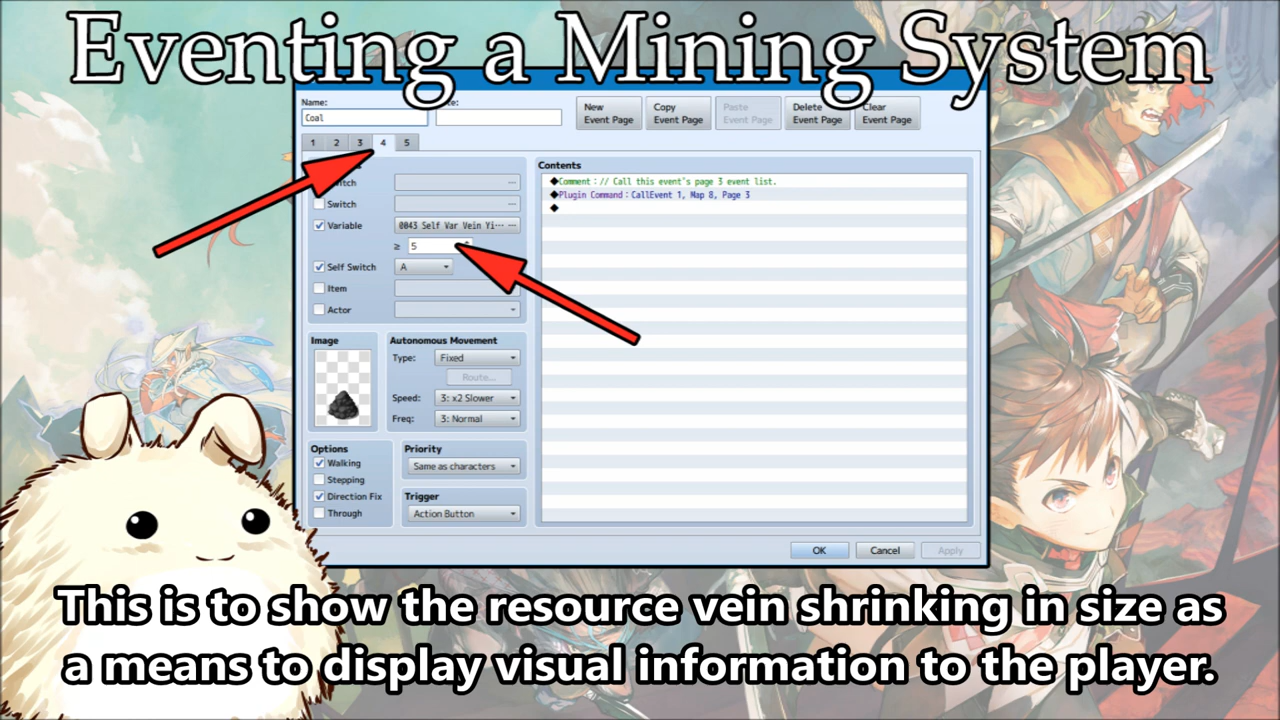 Eventing a Mining System
Name:
Coal
New
Event Page
Copy
Event Page
Paste
Event Page
Delete
Event Page
Clear
Event Page
1 2 3 4 5
Switch
Switch
Variable 0043 Self Var Vein Yi··· ···
≥ 5
Self Switch A
Item
Actor
Image
Autonomous Movement
Type: Fixed
Route...
Speed: 3: x2 Slower
Freq: 3: Normal
Options
Walking
Stepping
Direction Fix
Through
Priority
Same as characters
Trigger
Action Button
Contents
◆Comment：// Call this event's page 3 event list.
◆Plugin Command：CallEvent 1, Map 8, Page 3
◆
OK Cancel Apply
This is to show the resource vein shrinking in size as
a means to display visual information to the player.